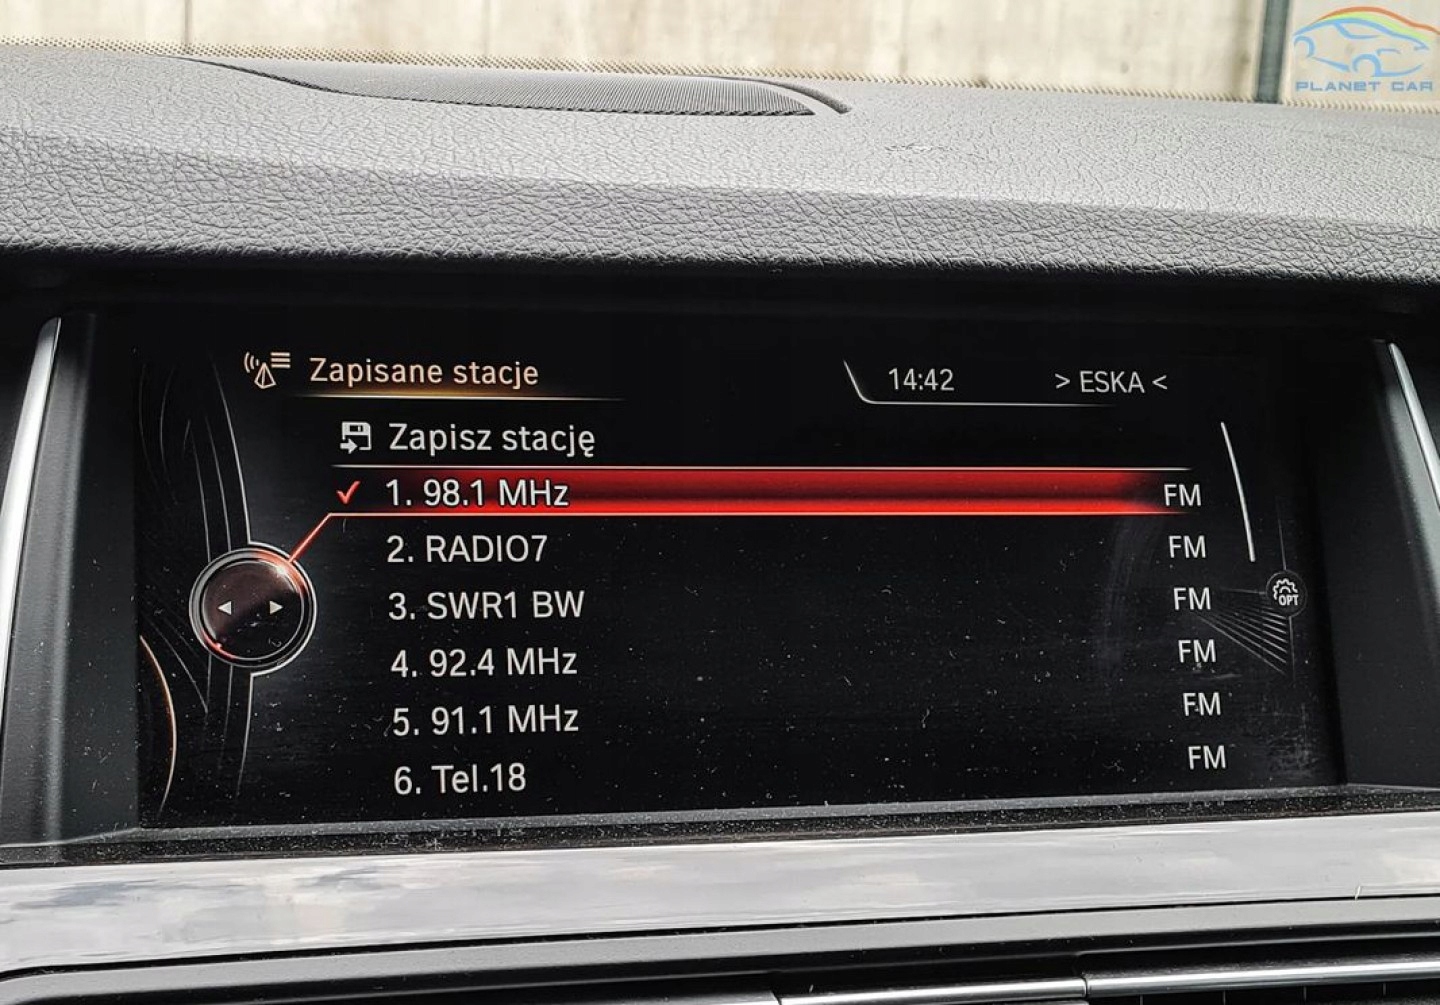 PLANET CAR
Zapisane stacje
14:42
> ESKA <
Zapisz stację
1. 98.1 MHz FM
2. RADIO7 FM
3. SWR1 BW FM
4. 92.4 MHz FM
5. 91.1 MHz FM
6. Tel.18 FM
OPT